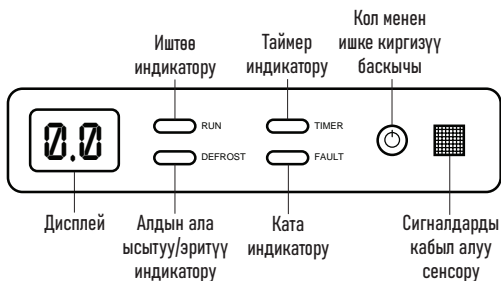 Иштөө
индикатору
Таймер
индикатору
Кол менен
ишке киргизүү
баскычы
0.0
RUN
TIMER
DEFROST
FAULT
Дисплей
Алдын ала
ысытуу/эритүү
индикатору
Ката
индикатору
Сигналдарды
кабыл алуу
сенсору